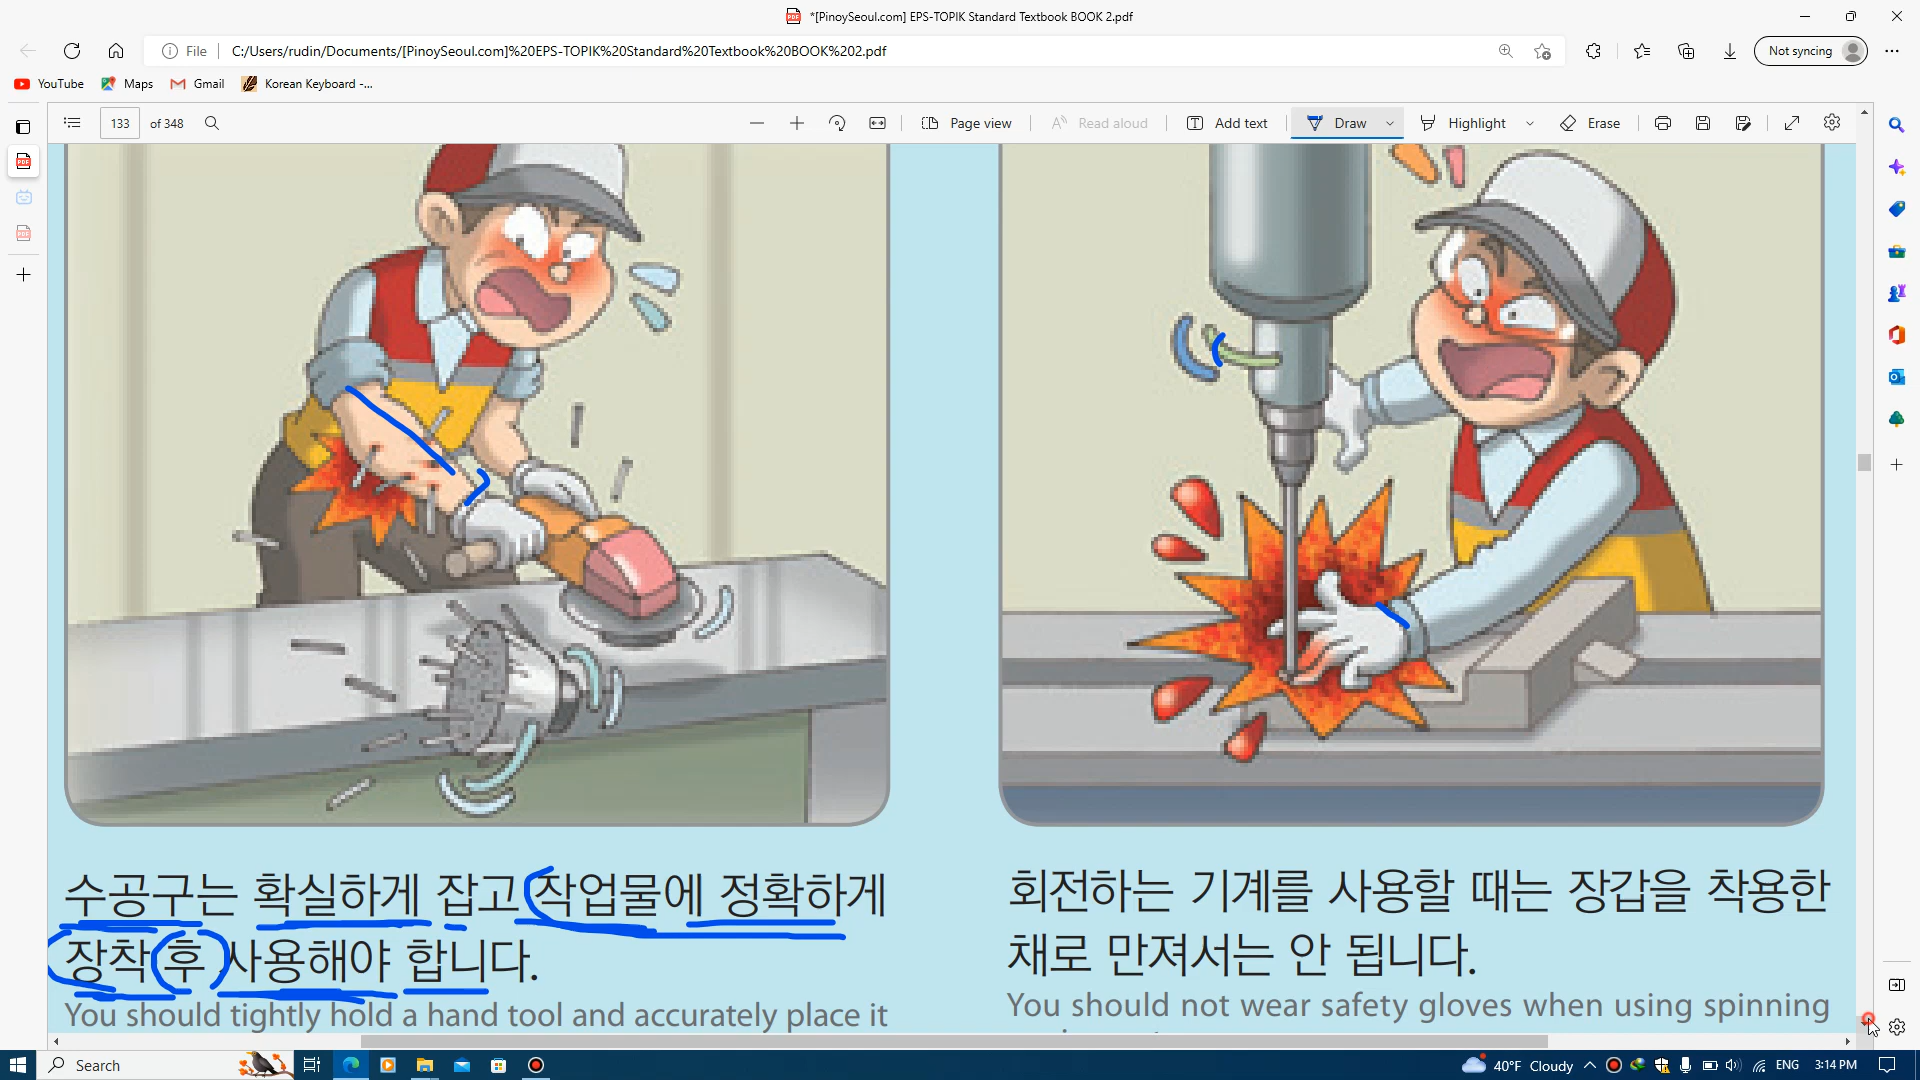 *[PinoySeoul.com] EPS-TOPIK Standard Textbook BOOK 2.pdf
File
C:/Users/rudin/Documents/[PinoySeoul.com]%20EPS-TOPIK%20Standard%20Textbook%20BOOK%202.pdf
Not syncing
YouTube
Maps
Gmail
Korean Keyboard -...
133
of 348
Page view
Read aloud
Add text
Draw
Highlight
Erase
수공구는 확실하게 잡고 작업물에 정확하게
장착 후 사용해야 합니다.
You should tightly hold a hand tool and accurately place it
회전하는 기계를 사용할 때는 장갑을 착용한
채로 만져서는 안 됩니다.
You should not wear safety gloves when using spinning
Search
40°F Cloudy
ENG
3:14 PM